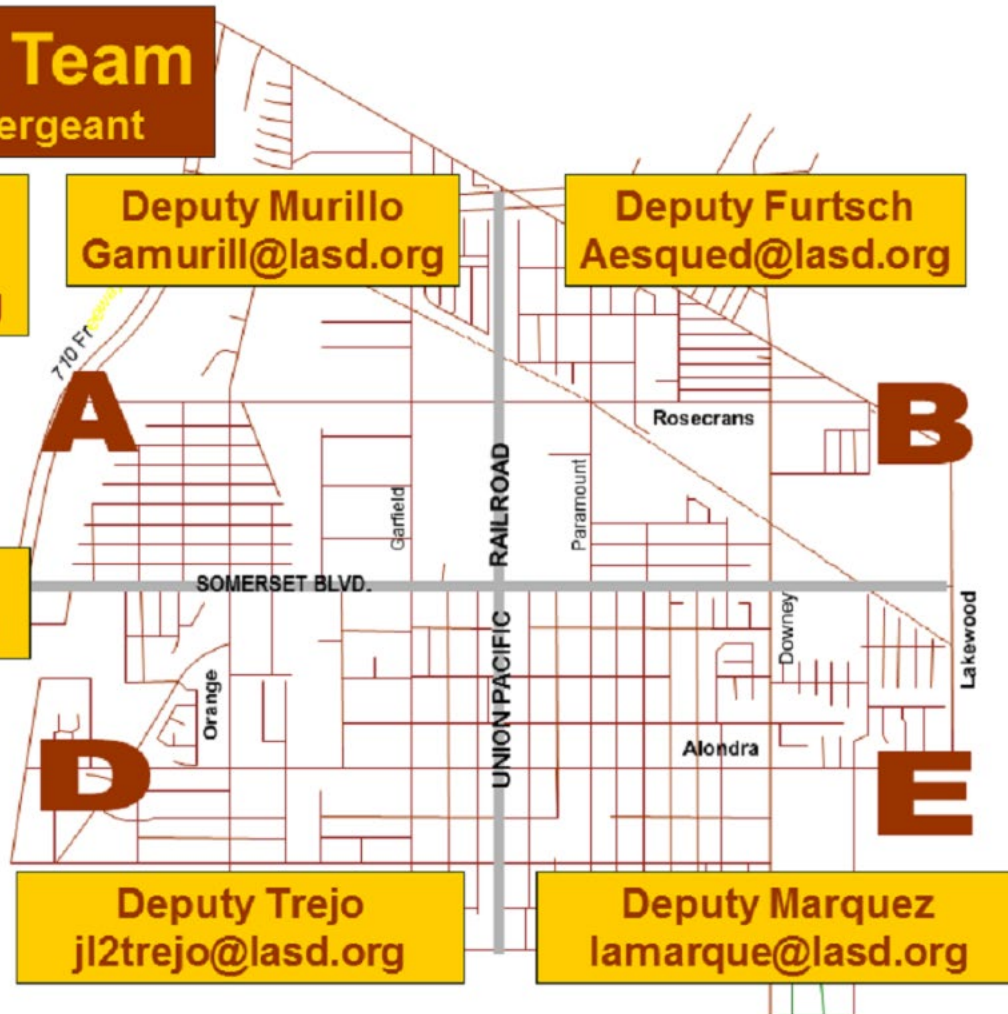 Team
ergeant
Deputy Murillo
Gamurill@lasd.org
Deputy Furtsch
Aesqued@lasd.org
710 Freeway
A
B
Rosecrans
Garfield
Paramount
RAILROAD
SOMERSET BLVD.
UNION PACIFIC
Downey
Lakewood
Orange
Alondra
D
E
Deputy Trejo
jl2trejo@lasd.org
Deputy Marquez
lamarque@lasd.org